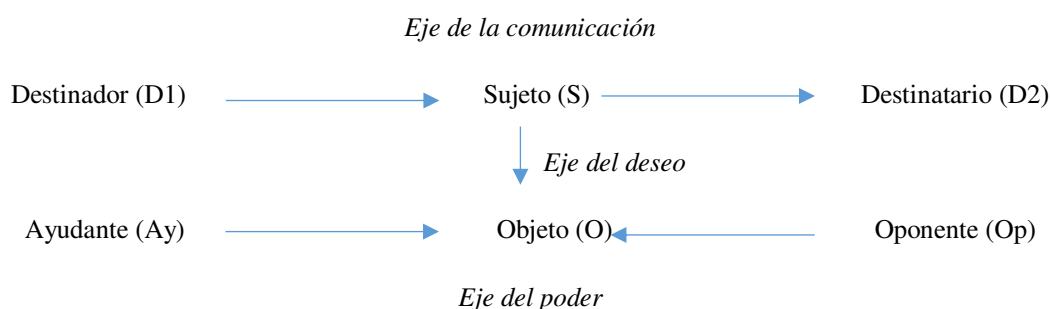 Eje de la comunicación
Destinador (D1) Sujeto (S) Destinatario (D2)
Eje del deseo
Ayudante (Ay) Objeto (O) Oponente (Op)
Eje del poder